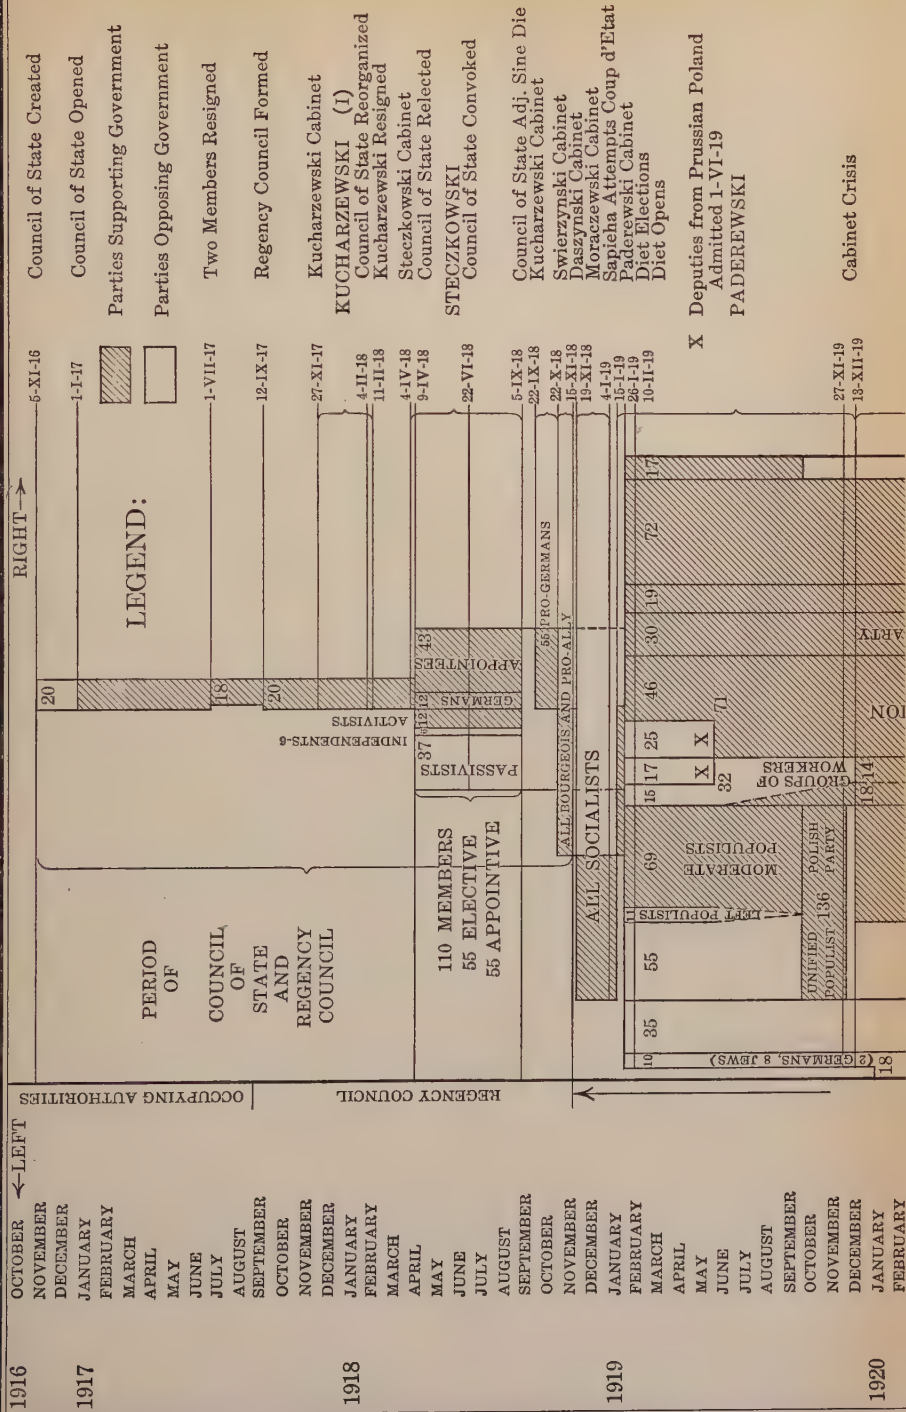 1916
OCTOBER
NOVEMBER
DECEMBER
1917
JANUARY
FEBRUARY
MARCH
APRIL
MAY
JUNE
JULY
AUGUST
SEPTEMBER
OCTOBER
NOVEMBER
DECEMBER
1918
JANUARY
FEBRUARY
MARCH
APRIL
MAY
JUNE
JULY
AUGUST
SEPTEMBER
OCTOBER
NOVEMBER
DECEMBER
1919
JANUARY
FEBRUARY
MARCH
APRIL
MAY
JUNE
JULY
AUGUST
SEPTEMBER
OCTOBER
NOVEMBER
DECEMBER
1920
JANUARY
FEBRUARY
←LEFT
RIGHT→
OCCUPYING AUTHORITIES
REGENCY COUNCIL
PERIOD
OF
COUNCIL
OF
STATE
AND
REGENCY
COUNCIL
110 MEMBERS
55 ELECTIVE
55 APPOINTIVE
LEGEND:
Parties Supporting Government
Parties Opposing Government
20
18
20
ACTIVISTS
INDEPENDENTS-6
37
6
12
12
43
PASSIVISTS
GERMANS
APPOINTEES
55 PRO-GERMANS
ALL BOURGEOIS AND PRO-ALLY
ALL SOCIALISTS
10
35
55
11
69
15
17
25
46
30
19
72
17
X
X
32
71
(2 GERMANS, 8 JEWS)
LEFT POPULISTS
MODERATE
POPULISTS
GROUPS OF
WORKERS
UNIFIED POLISH
POPULIST 136 PARTY
18
18
14
ION
ARTY
5-XI-16 Council of State Created
1-I-17 Council of State Opened
1-VII-17 Two Members Resigned
12-IX-17 Regency Council Formed
27-XI-17 Kucharzewski Cabinet
KUCHARZEWSKI (I)
4-II-18 Council of State Reorganized
11-II-18 Kucharzewski Resigned
4-IV-18 Steczkowski Cabinet
9-IV-18 Council of State Relected
STECZKOWSKI
22-VI-18 Council of State Convoked
5-IX-18 Council of State Adj. Sine Die
22-IX-18 Kucharzewski Cabinet
22-X-18 Swierzynski Cabinet
15-XI-18 Daszynski Cabinet
19-XI-18 Moraczewski Cabinet
4-I-19 Sapieha Attempts Coup d'Etat
15-I-19 Paderewski Cabinet
26-I-19 Diet Elections
10-II-19 Diet Opens
X Deputies from Prussian Poland
Admitted 1-VI-19
PADEREWSKI
27-XI-19 Cabinet Crisis
13-XII-19